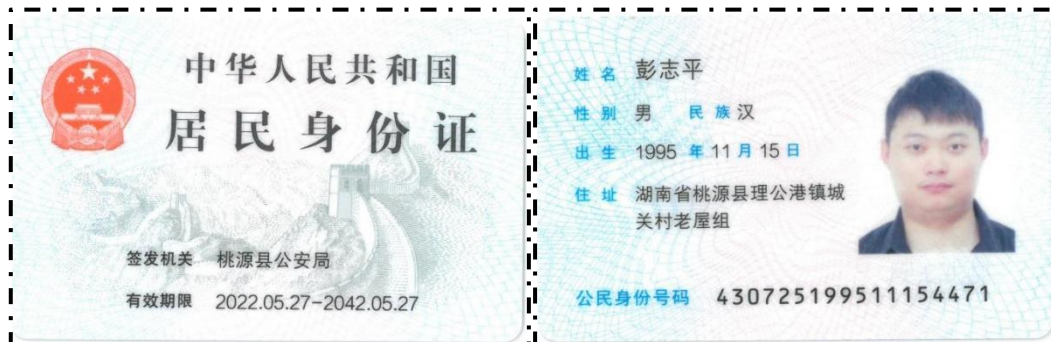 中华人民共和国
居民身份证
签发机关 桃源县公安局
有效期限 2022.05.27-2042.05.27
姓名 彭志平
性别 男 民族 汉
出生 1995 年 11 月 15 日
住址 湖南省桃源县理公港镇城
关村老屋组
公民身份号码 430725199511154471